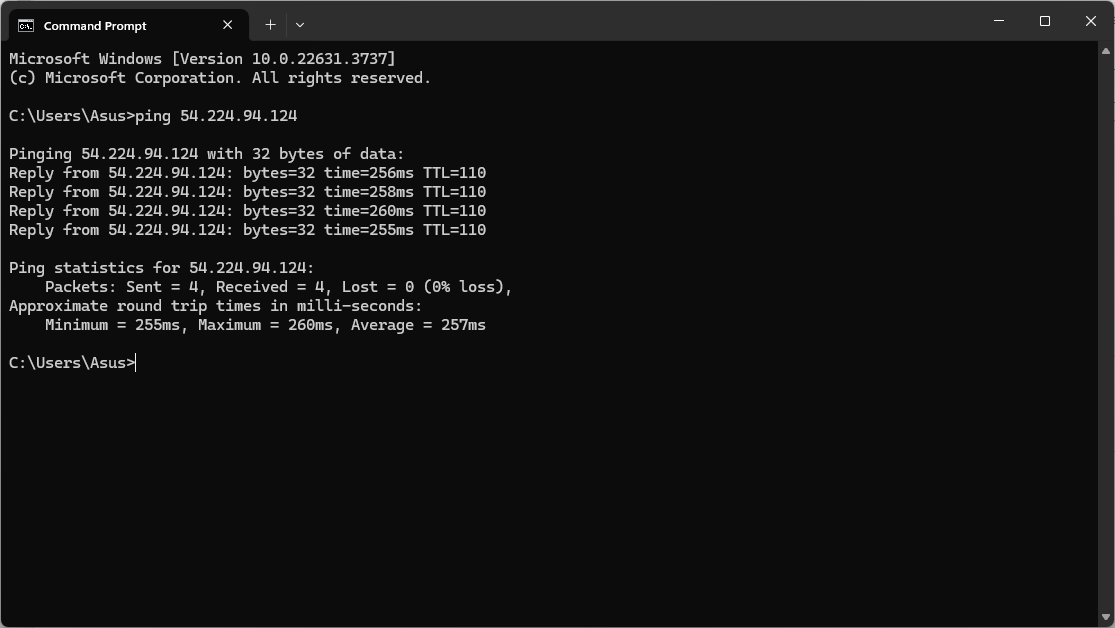 Command Prompt
Microsoft Windows [Version 10.0.22631.3737]
(c) Microsoft Corporation. All rights reserved.
C:\Users\Asus>ping 54.224.94.124
Pinging 54.224.94.124 with 32 bytes of data:
Reply from 54.224.94.124: bytes=32 time=256ms TTL=110
Reply from 54.224.94.124: bytes=32 time=258ms TTL=110
Reply from 54.224.94.124: bytes=32 time=260ms TTL=110
Reply from 54.224.94.124: bytes=32 time=255ms TTL=110
Ping statistics for 54.224.94.124:
    Packets: Sent = 4, Received = 4, Lost = 0 (0% loss),
Approximate round trip times in milli-seconds:
    Minimum = 255ms, Maximum = 260ms, Average = 257ms
C:\Users\Asus>